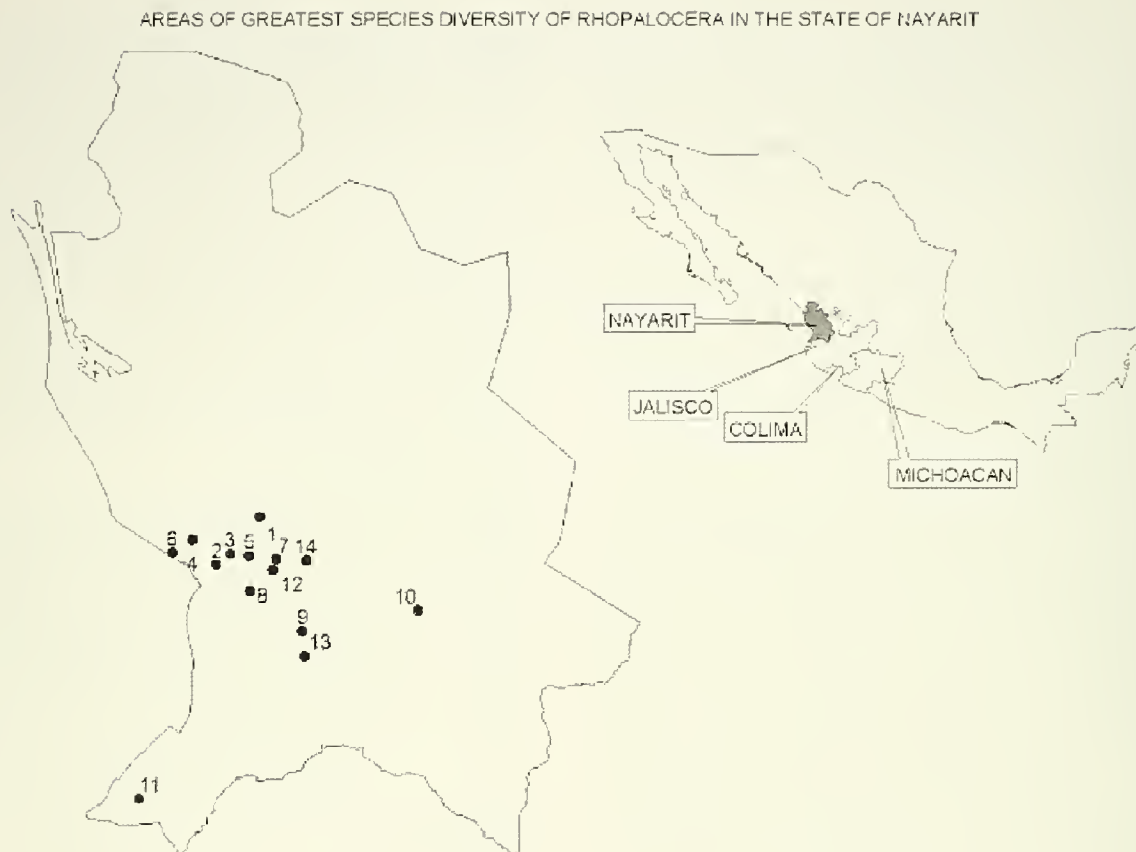 AREAS OF GREATEST SPECIES DIVERSITY OF RHOPALOCERA IN THE STATE OF NAYARIT
NAYARIT
JALISCO
COLIMA
MICHOACAN
6
4
2
3
5
1
7
14
12
8
10
9
13
11